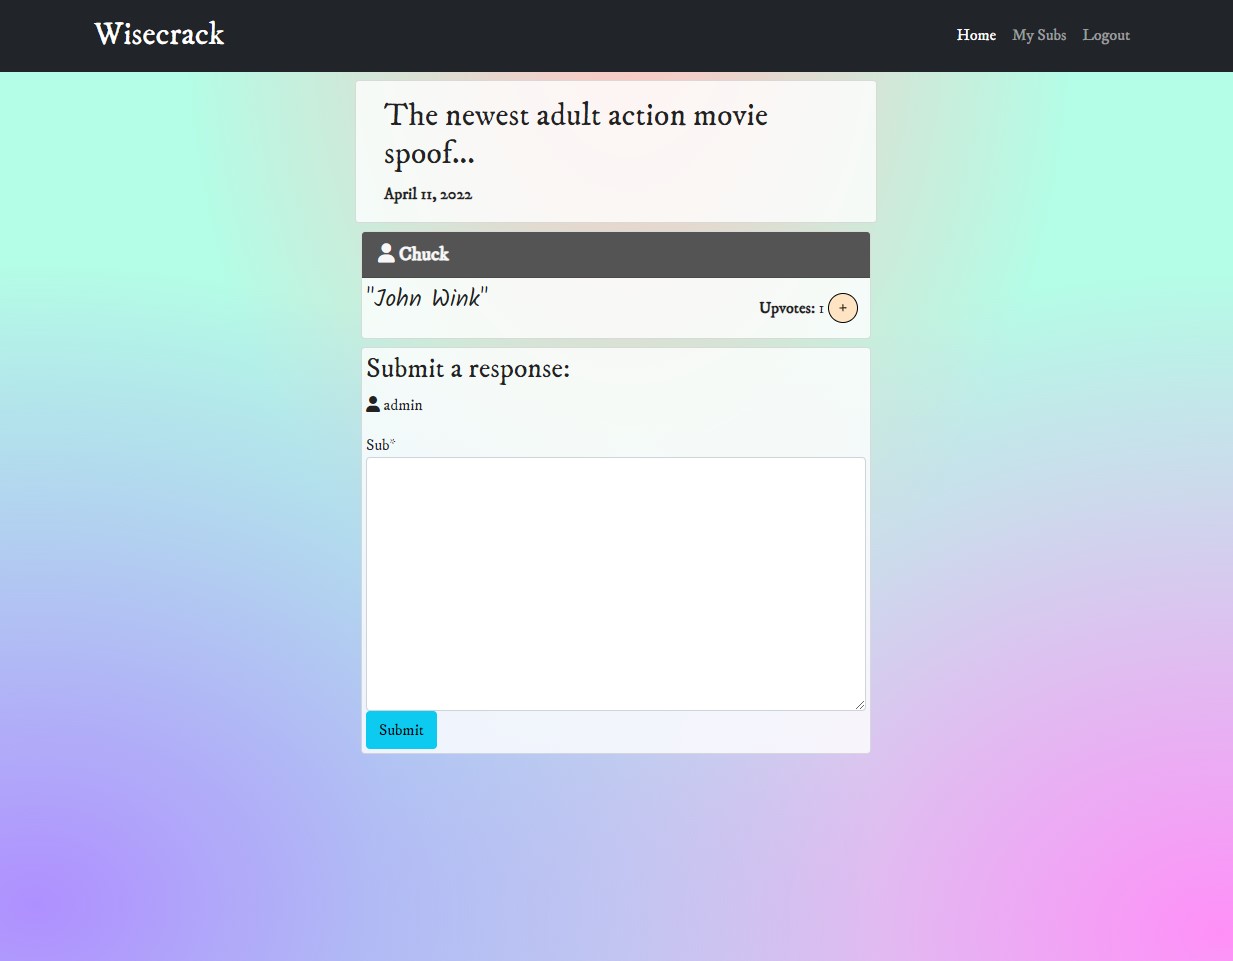 Wisecrack
Home My Subs Logout
The newest adult action movie
spoof...
April 11, 2022
Chuck
"John Wink"
Upvotes: 1 +
Submit a response:
admin
Sub*
Submit